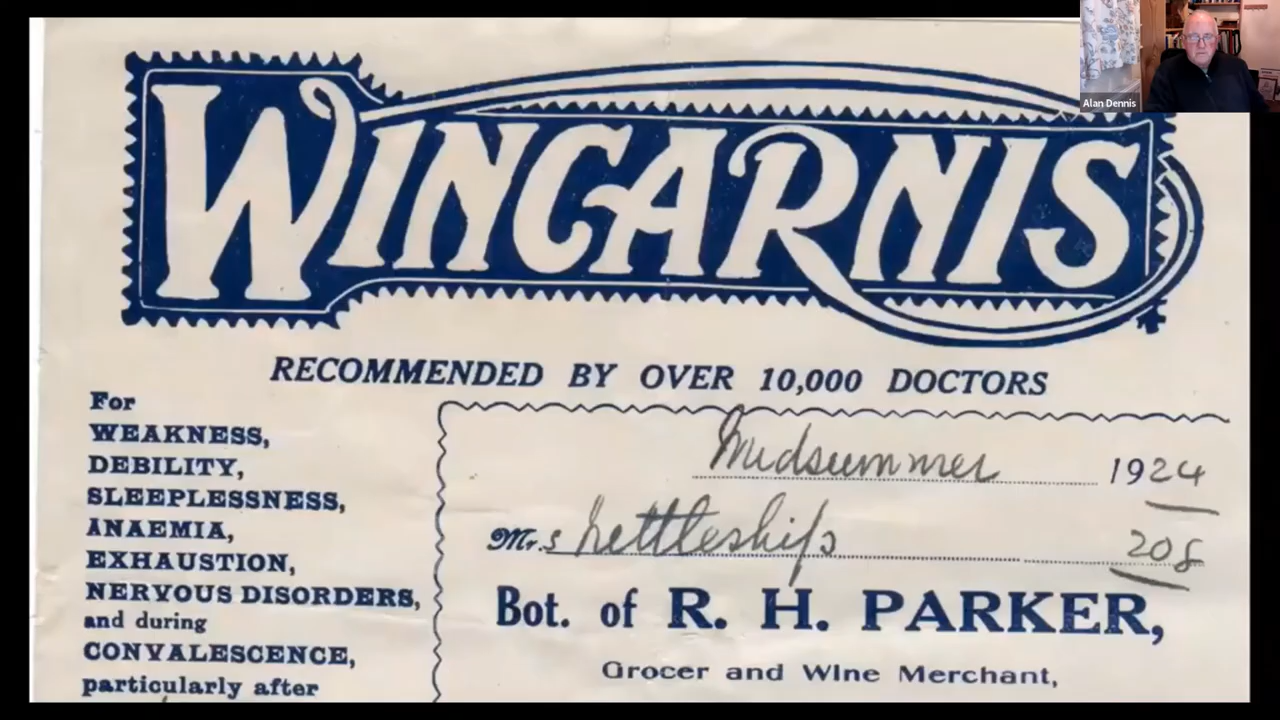 Alan Dennis
WINCARNIS
RECOMMENDED BY OVER 10,000 DOCTORS
For
WEAKNESS,
DEBILITY,
SLEEPLESSNESS,
ANAEMIA,
EXHAUSTION,
NERVOUS DISORDERS,
and during
CONVALESCENCE,
particularly after
Midsummer 1924
Mrs Nettleship
Bot. of R. H. PARKER,
Grocer and Wine Merchant,